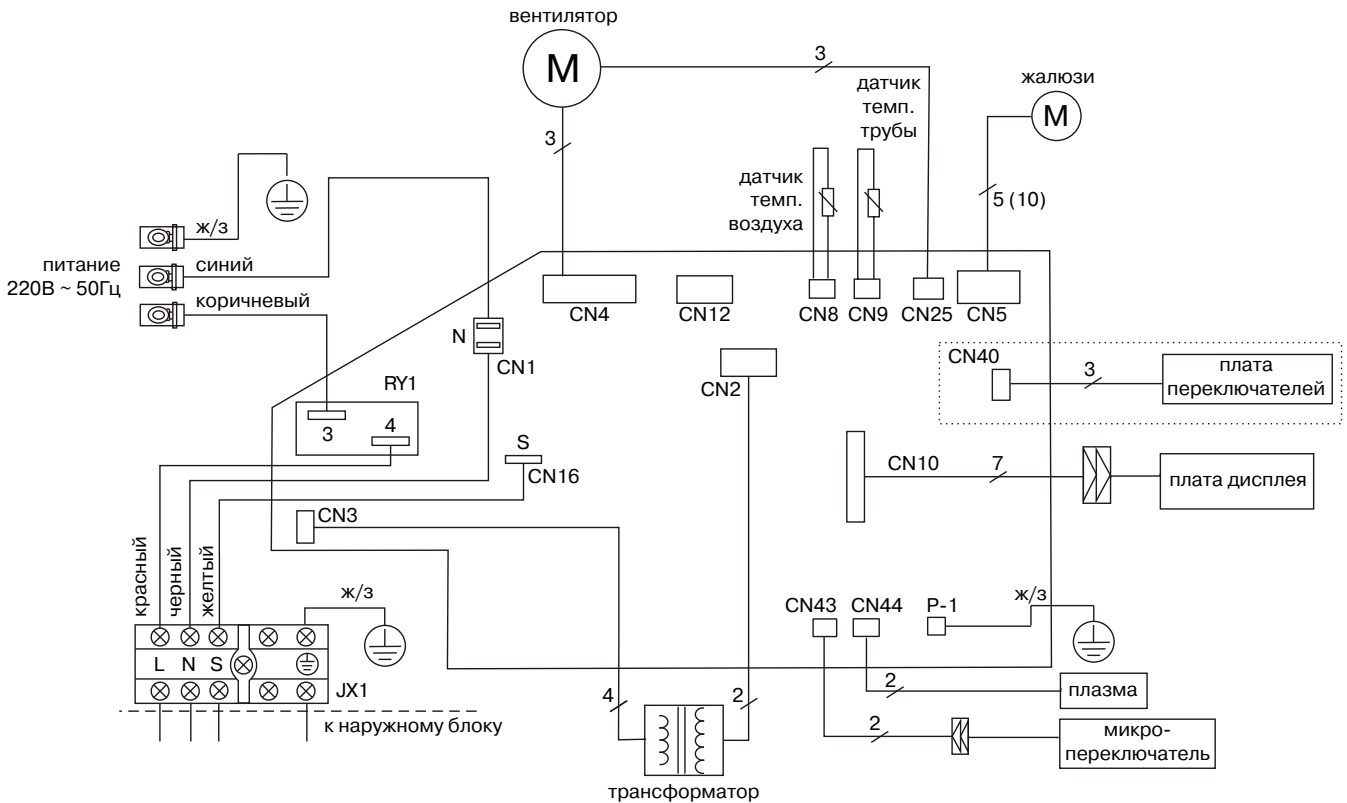 вентилятор
M
3
датчик
темп.
трубы
жалюзи
M
3
5 (10)
датчик
темп.
воздуха
ж/з
питание
220В ~ 50Гц
синий
коричневый
CN4
CN12
CN8
CN9
CN25
CN5
N
CN1
CN2
CN40
3
плата
переключателей
RY1
3
4
S
CN16
CN10
7
плата дисплея
CN3
красный
черный
желтый
ж/з
CN43
CN44
P-1
ж/з
L
N
S
JX1
к наружному блоку
4
2
2
плазма
2
микро-
переключатель
трансформатор